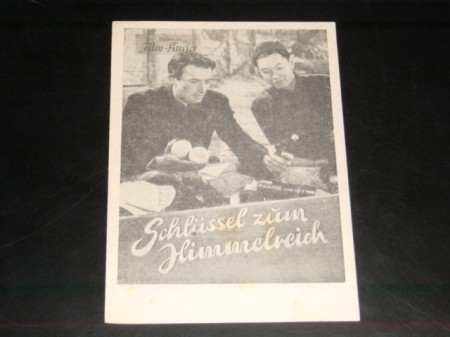 Film-Kurier
Schlüssel zum
Himmelreich